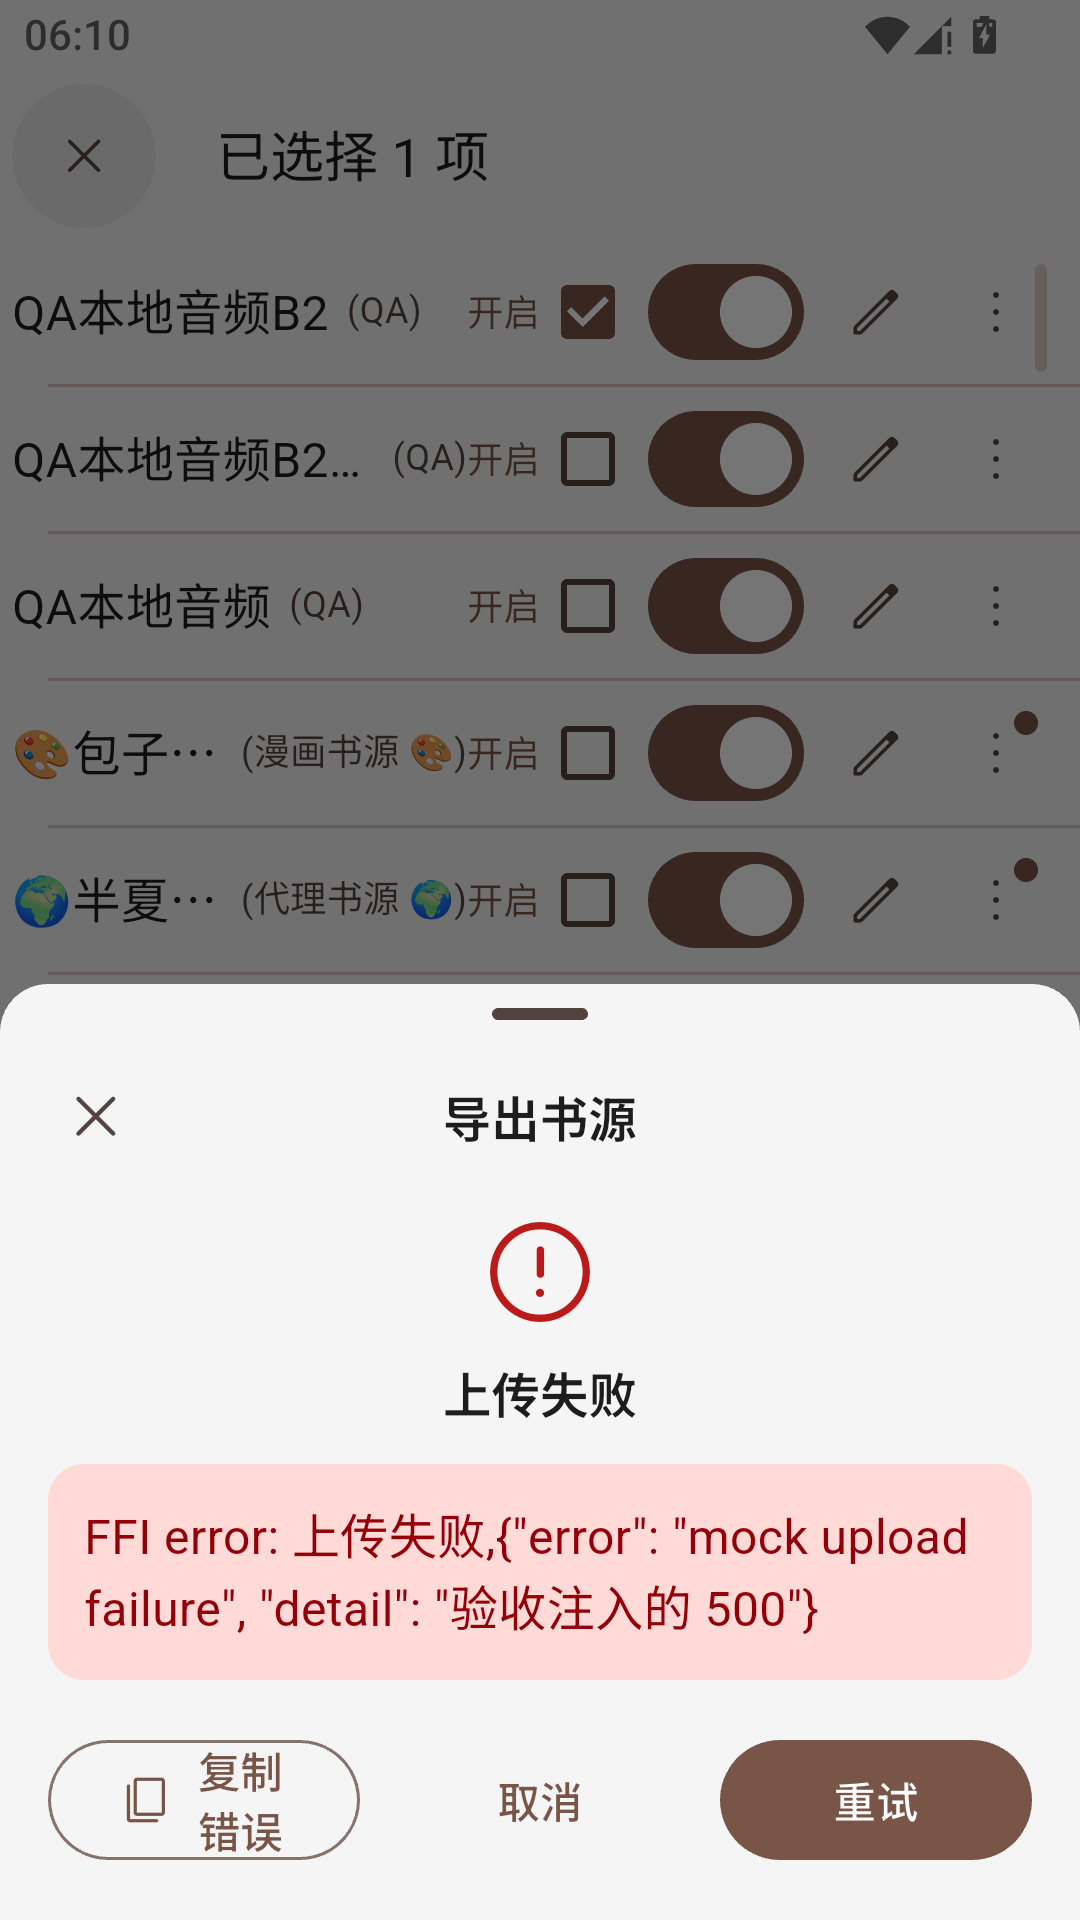 06:10
已选择 1 项
QA本地音频B2 (QA) 开启
QA本地音频B2… (QA)开启
QA本地音频 (QA) 开启
🎨包子… (漫画书源 🎨)开启
🌍半夏… (代理书源 🌍)开启
导出书源
上传失败
FFI error: 上传失败,{"error": "mock upload
failure", "detail": "验收注入的 500"}
复制
错误
取消
重试